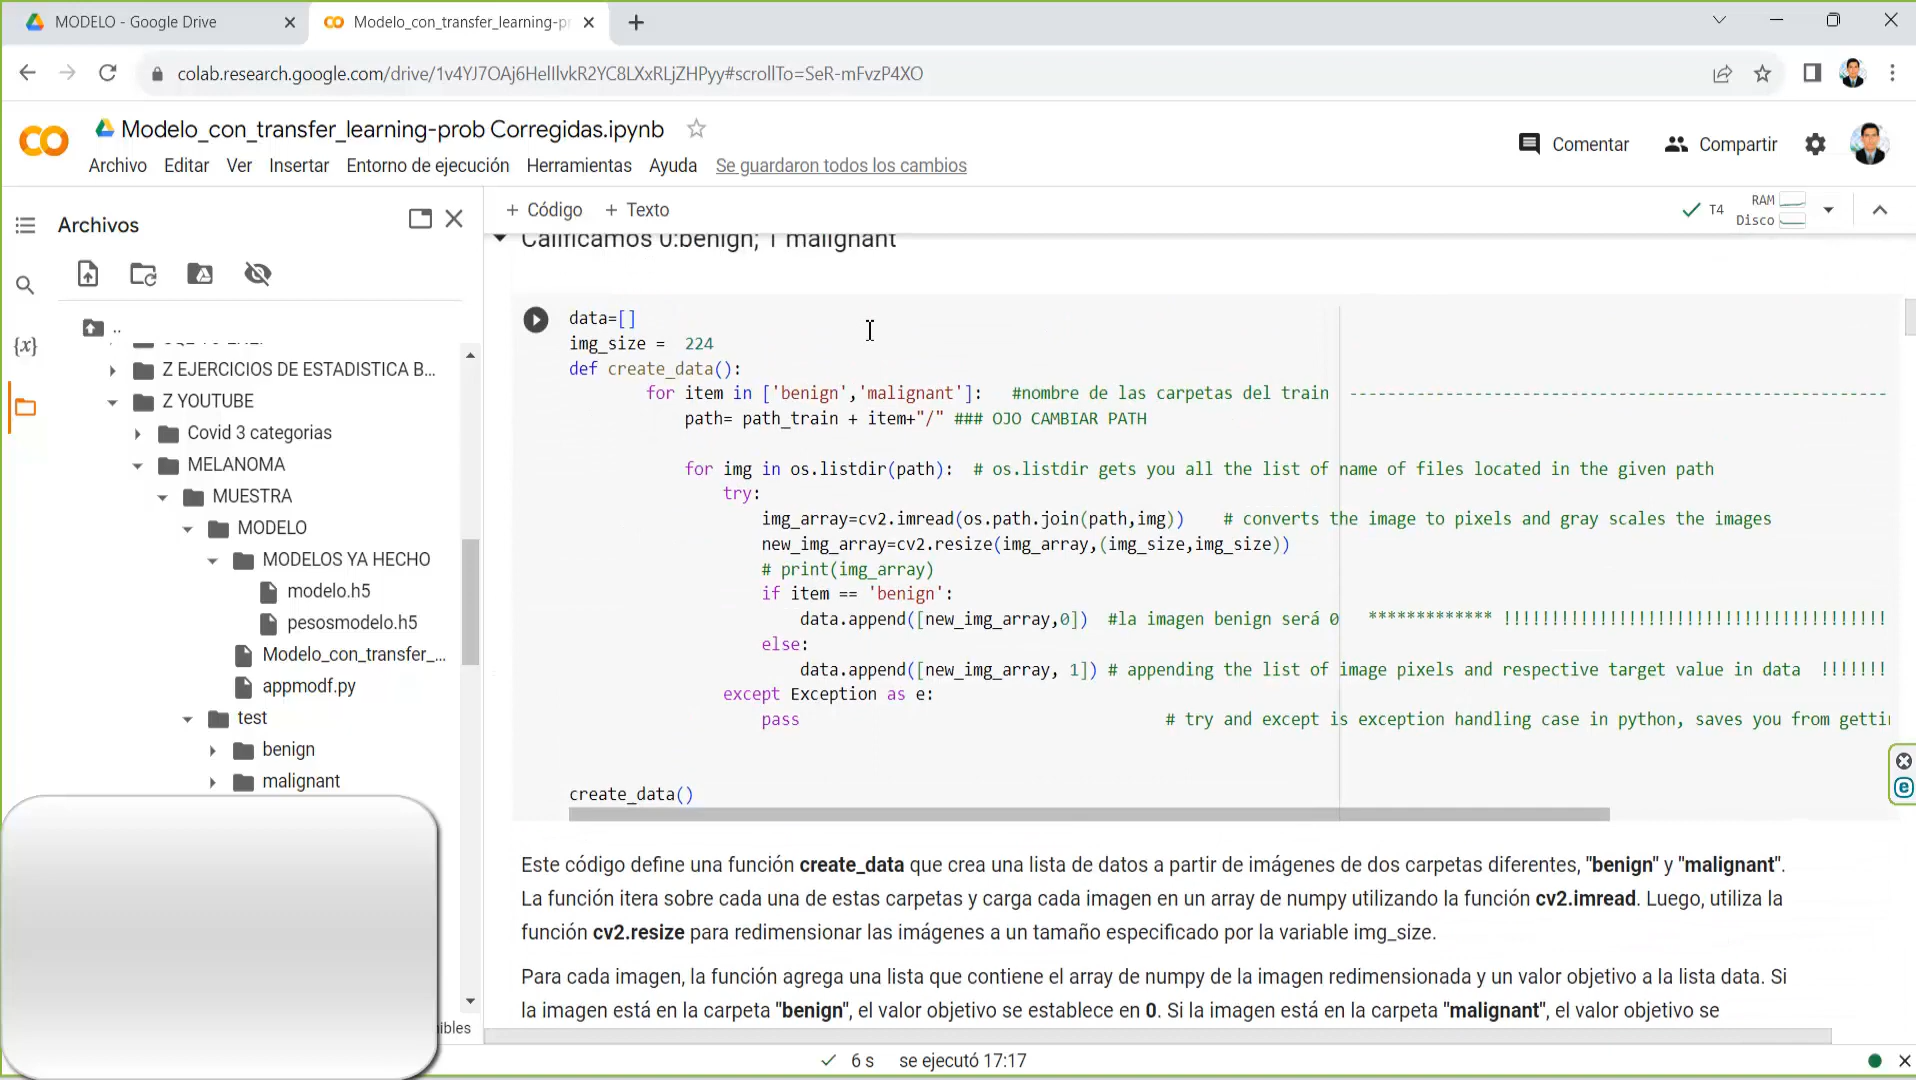 MODELO - Google Drive
Modelo_con_transfer_learning-pr
colab.research.google.com/drive/1v4YJ7OAj6HelIlvkR2YC8LXxRLjZHPyy#scrollTo=SeR-mFvzP4XO
Modelo_con_transfer_learning-prob Corregidas.ipynb
Comentar
Compartir
Archivo Editar Ver Insertar Entorno de ejecución Herramientas Ayuda Se guardaron todos los cambios
Archivos
+ Código + Texto
T4
RAM
Disco
Calificamos 0:benign; 1 malignant
{x}
..
Z EJERCICIOS DE ESTADISTICA B...
Z YOUTUBE
Covid 3 categorias
MELANOMA
MUESTRA
MODELO
MODELOS YA HECHO
modelo.h5
pesosmodelo.h5
Modelo_con_transfer_...
appmodf.py
test
benign
malignant
data=[]
img_size =  224
def create_data():
for item in ['benign','malignant']:   #nombre de las carpetas del train  --------------------------------------------------------
path= path_train + item+"/" ### OJO CAMBIAR PATH
for img in os.listdir(path):  # os.listdir gets you all the list of name of files located in the given path
try:
img_array=cv2.imread(os.path.join(path,img))    # converts the image to pixels and gray scales the images
new_img_array=cv2.resize(img_array,(img_size,img_size))
# print(img_array)
if item == 'benign':
data.append([new_img_array,0])  #la imagen benign será 0   ************* !!!!!!!!!!!!!!!!!!!!!!!!!!!!!!!!!!!!!!!!
else:
data.append([new_img_array, 1]) # appending the list of image pixels and respective target value in data  !!!!!!!
except Exception as e:
pass                                      # try and except is exception handling case in python, saves you from gettin
create_data()
Este código define una función create_data que crea una lista de datos a partir de imágenes de dos carpetas diferentes, "benign" y "malignant".
La función itera sobre cada una de estas carpetas y carga cada imagen en un array de numpy utilizando la función cv2.imread. Luego, utiliza la
función cv2.resize para redimensionar las imágenes a un tamaño especificado por la variable img_size.
Para cada imagen, la función agrega una lista que contiene el array de numpy de la imagen redimensionada y un valor objetivo a la lista data. Si
la imagen está en la carpeta "benign", el valor objetivo se establece en 0. Si la imagen está en la carpeta "malignant", el valor objetivo se
ibles
6 s se ejecutó 17:17